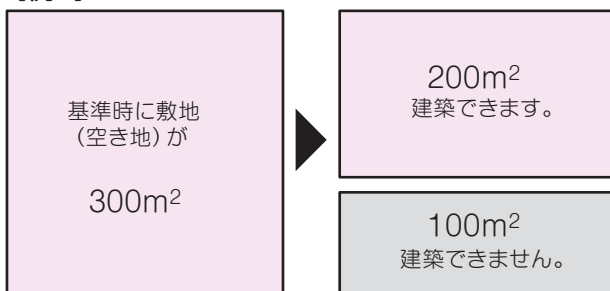 基準時に敷地
（空き地）が
300m²
200m²
建築できます。
100m²
建築できません。